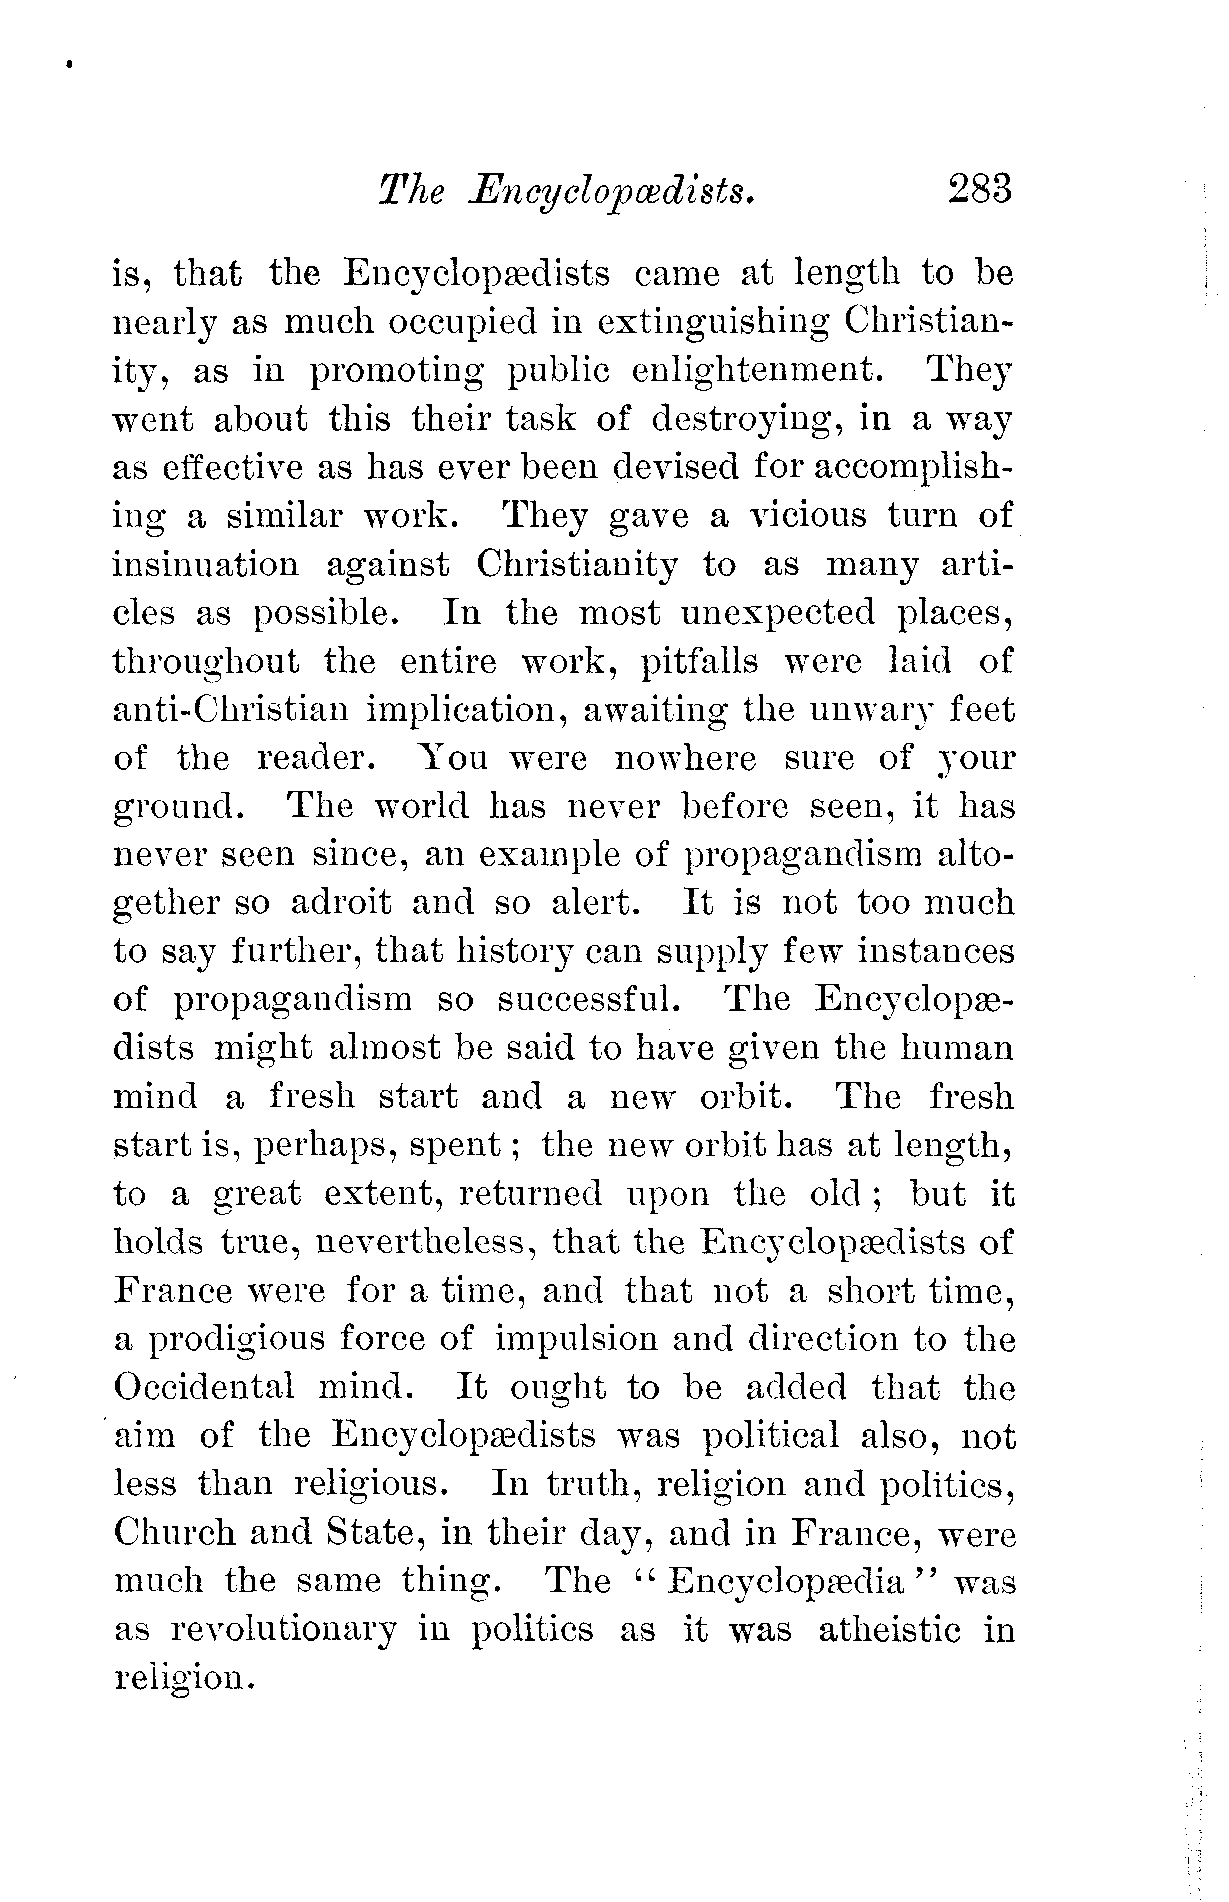 The Encyclopœdists. 283
is, that the Encyclopædists came at length to be
nearly as much occupied in extinguishing Christian-
ity, as in promoting public enlightenment. They
went about this their task of destroying, in a way
as effective as has ever been devised for accomplish-
ing a similar work. They gave a vicious turn of
insinuation against Christianity to as many arti-
cles as possible. In the most unexpected places,
throughout the entire work, pitfalls were laid of
anti-Christian implication, awaiting the unwary feet
of the reader. You were nowhere sure of your
ground. The world has never before seen, it has
never seen since, an example of propagandism alto-
gether so adroit and so alert. It is not too much
to say further, that history can supply few instances
of propagandism so successful. The Encyclopæ-
dists might almost be said to have given the human
mind a fresh start and a new orbit. The fresh
start is, perhaps, spent ; the new orbit has at length,
to a great extent, returned upon the old ; but it
holds true, nevertheless, that the Encyclopædists of
France were for a time, and that not a short time,
a prodigious force of impulsion and direction to the
Occidental mind. It ought to be added that the
aim of the Encyclopædists was political also, not
less than religious. In truth, religion and politics,
Church and State, in their day, and in France, were
much the same thing. The “ Encyclopædia ” was
as revolutionary in politics as it was atheistic in
religion.